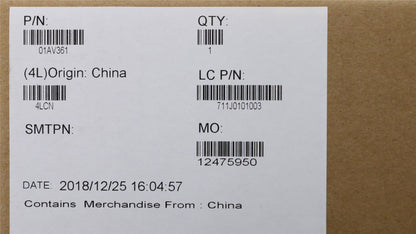 P/N: QTY:
01AV361 1
(4L)Origin: China LC P/N:
4LCN 711J0101003
SMTPN: MO:
12475950
DATE: 2018/12/25 16:04:57
Contains Merchandise From : China